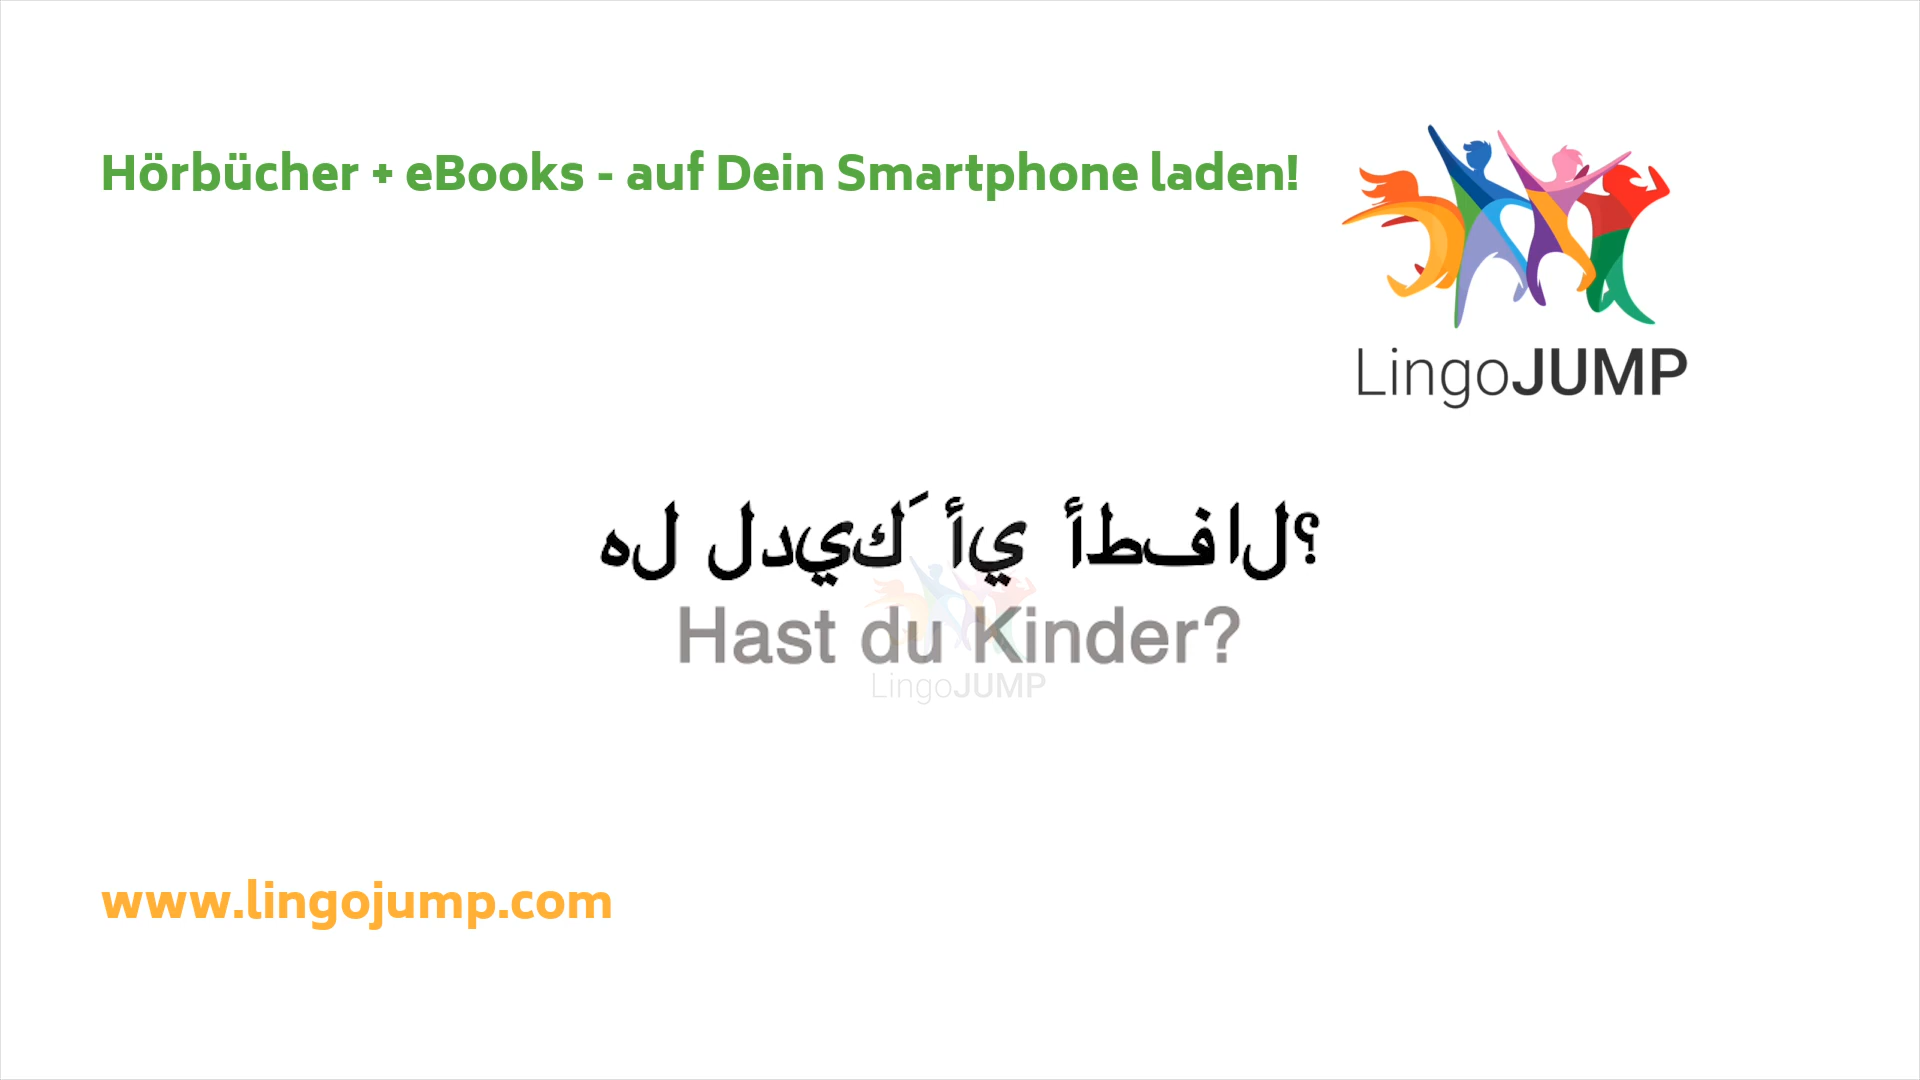 Hörbücher + eBooks - auf Dein Smartphone laden!
LingoJUMP
هل لديكَ أي أطفال؟
Hast du Kinder?
LingoJUMP
www.lingojump.com